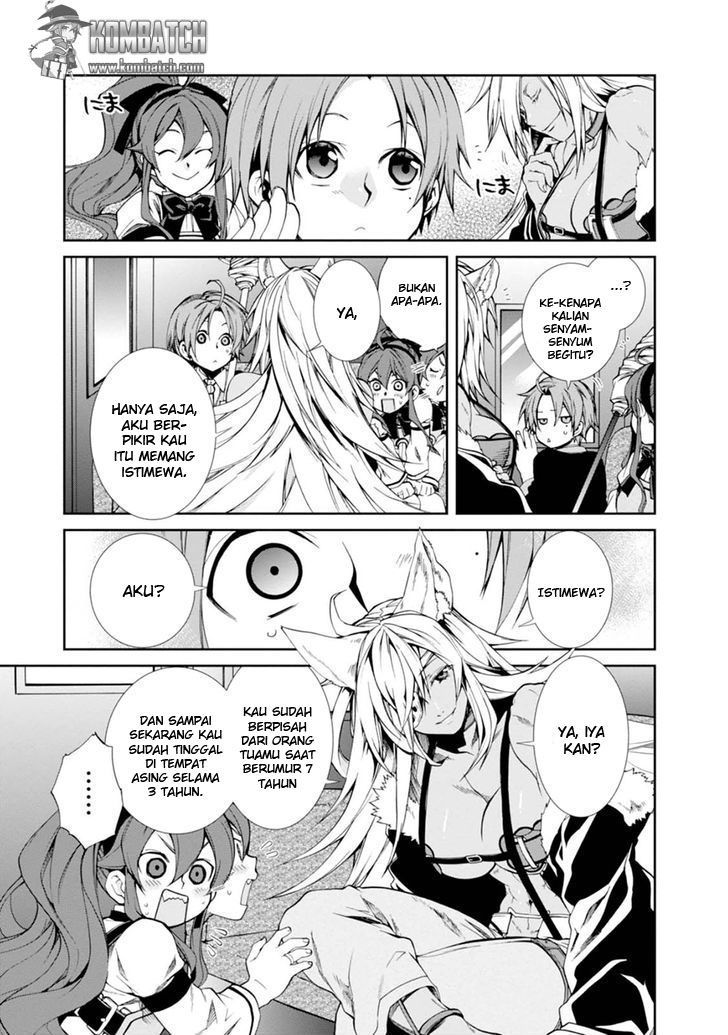 KOMBATCH
www.kombatch.com
にま
にま
...?
KE-KENAPA
KALIAN
SENYAM-
SENYUM
BEGITU?
BUKAN
APA-APA.
YA,
HANYA SAJA,
AKU BER-
PIKIR KAU
ITU MEMANG
ISTIMEWA.
ISTIMEWA?
AKU?
YA, IYA
KAN?
KAU SUDAH
BERPISAH
DARI ORANG
TUAMU SAAT
BERUMUR 7
TAHUN
DAN SAMPAI
SEKARANG KAU
SUDAH TINGGAL
DI TEMPAT
ASING SELAMA
3 TAHUN.
......